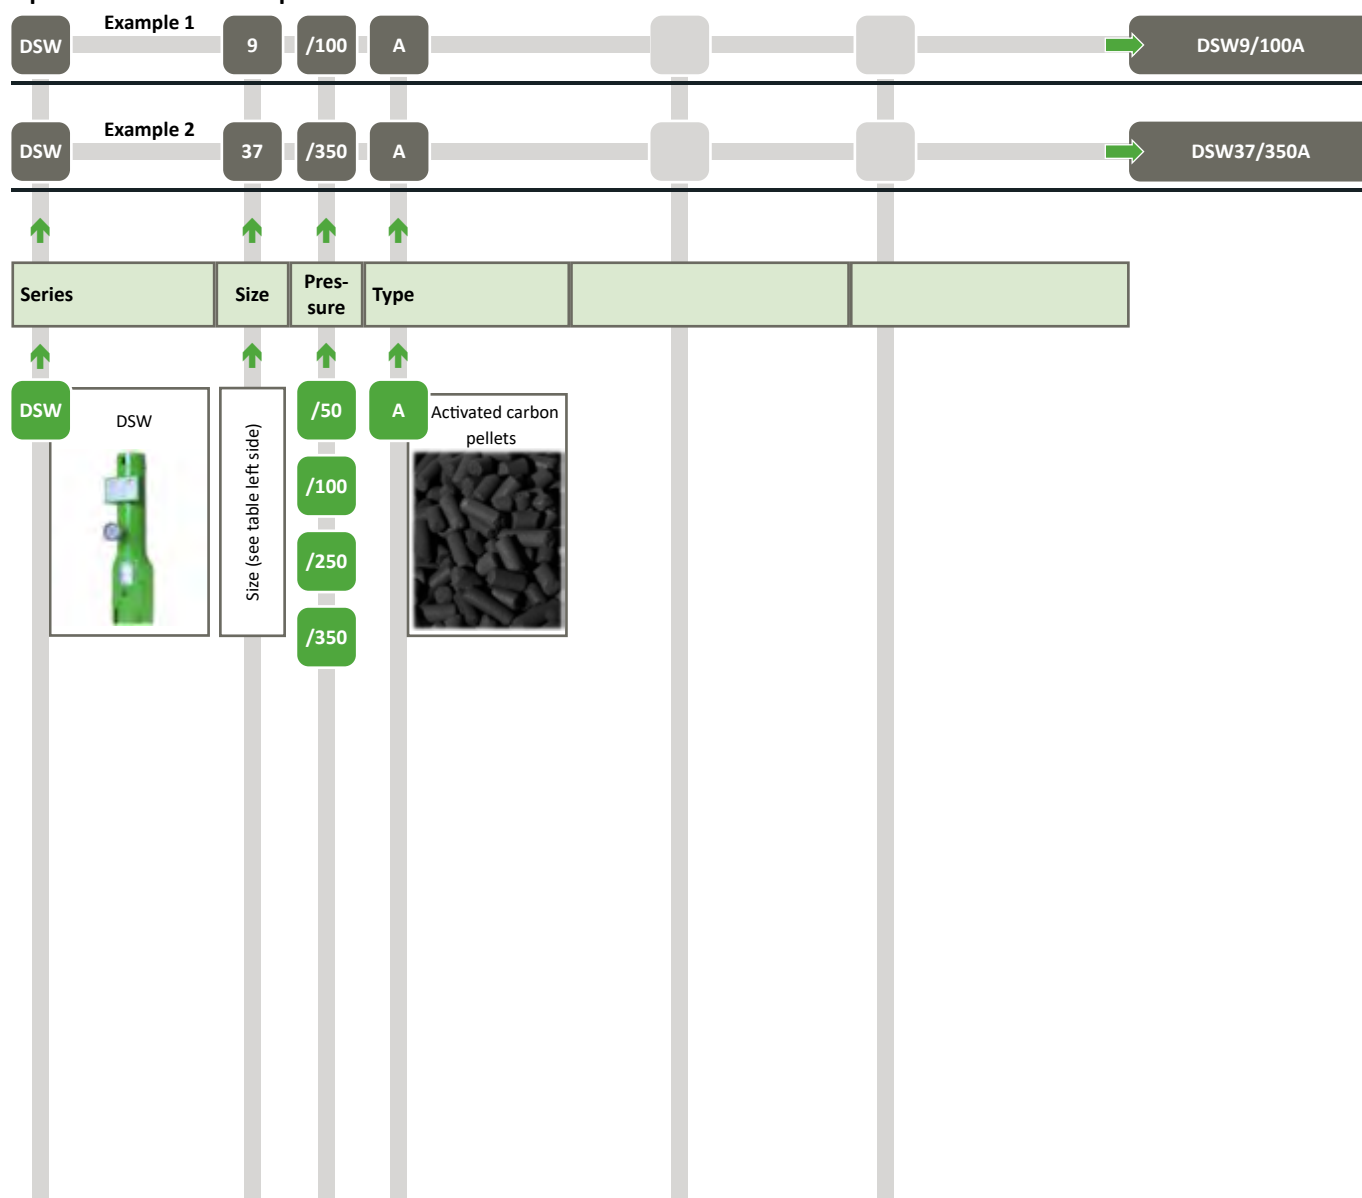 Example 1
DSW 9 /100 A DSW9/100A
Example 2
DSW 37 /350 A DSW37/350A
Series Size Pres-
sure Type
DSW
DSW
Size (see table left side)
/50
/100
/250
/350
A
Activated carbon
pellets